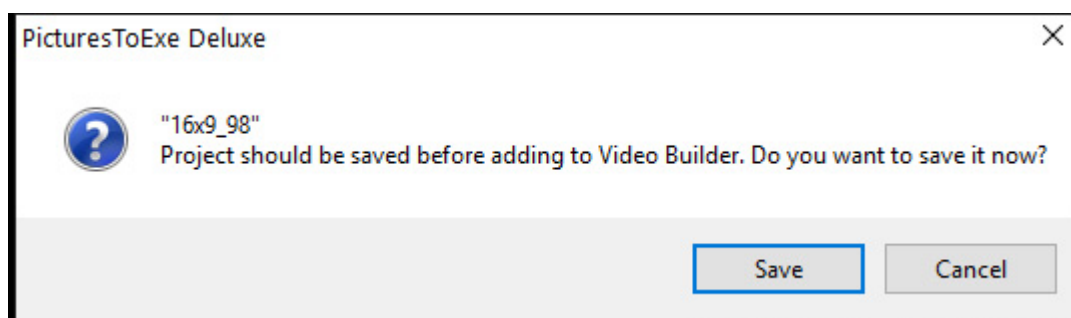 PicturesToExe Deluxe
"16x9_98"
Project should be saved before adding to Video Builder. Do you want to save it now?
Save
Cancel